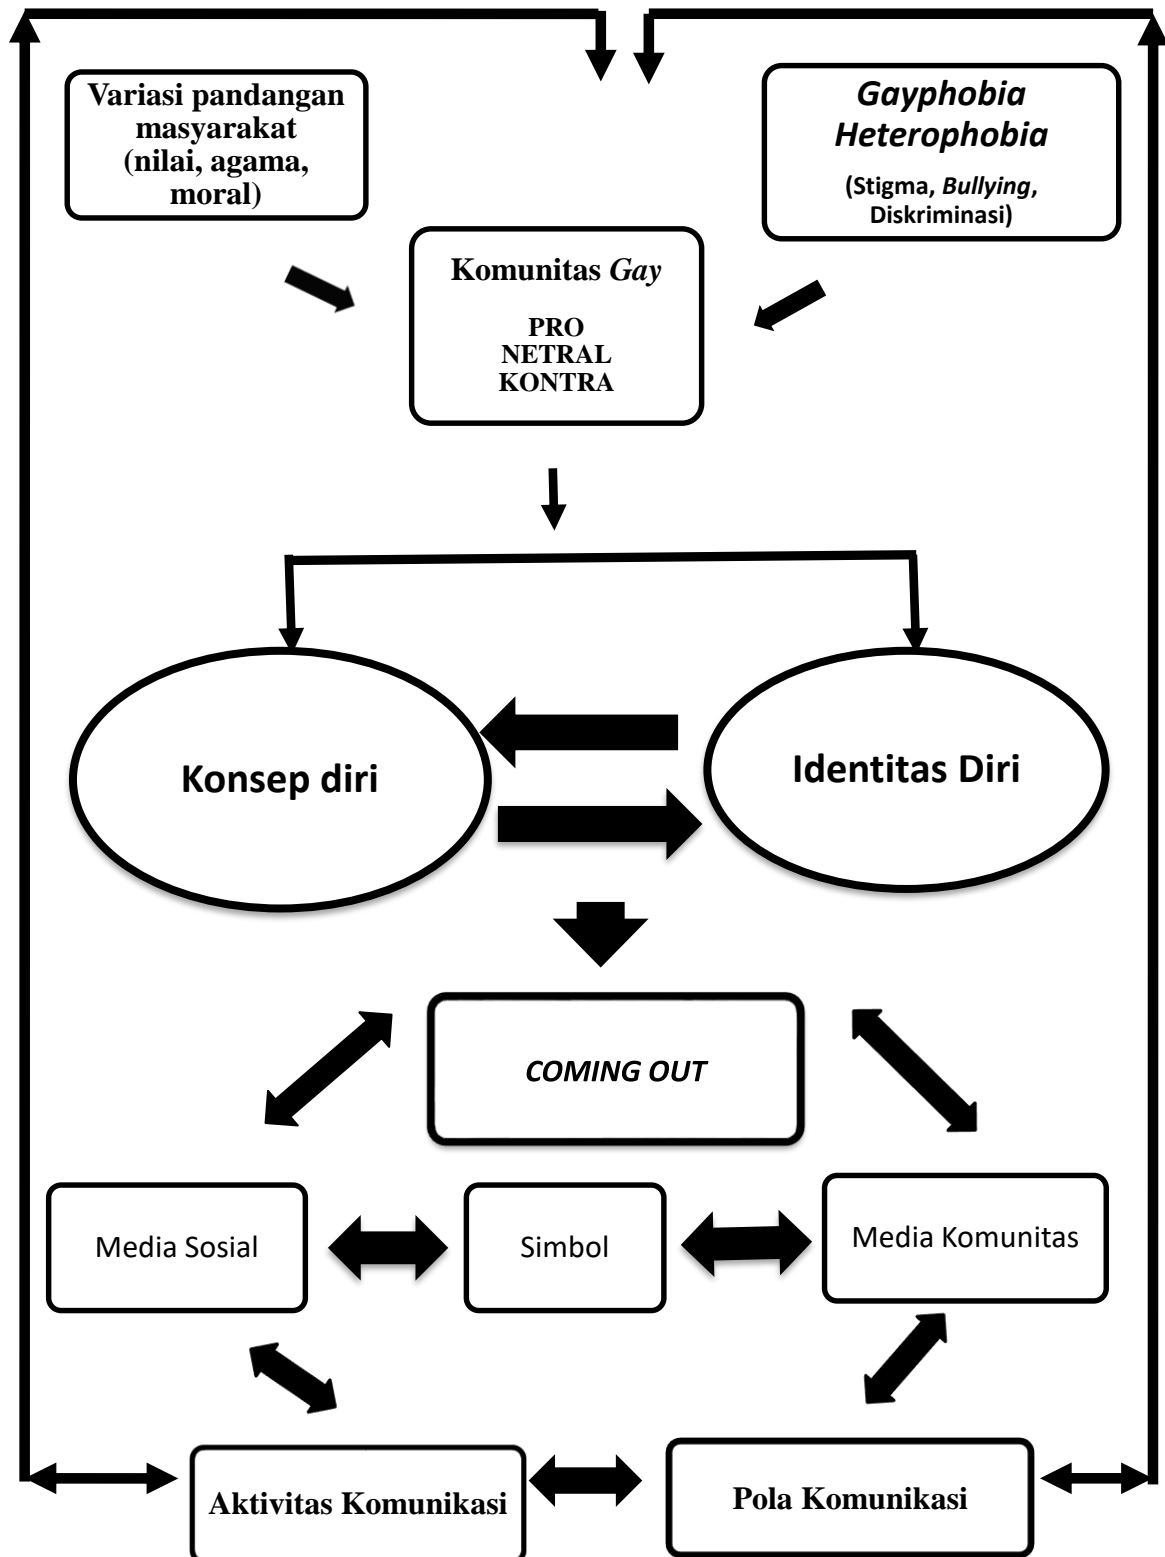 Variasi pandangan
masyarakat
(nilai, agama,
moral)
Gayphobia
Heterophobia
(Stigma, Bullying,
Diskriminasi)
Komunitas Gay
PRO
NETRAL
KONTRA
Konsep diri
Identitas Diri
COMING OUT
Media Sosial
Simbol
Media Komunitas
Aktivitas Komunikasi
Pola Komunikasi